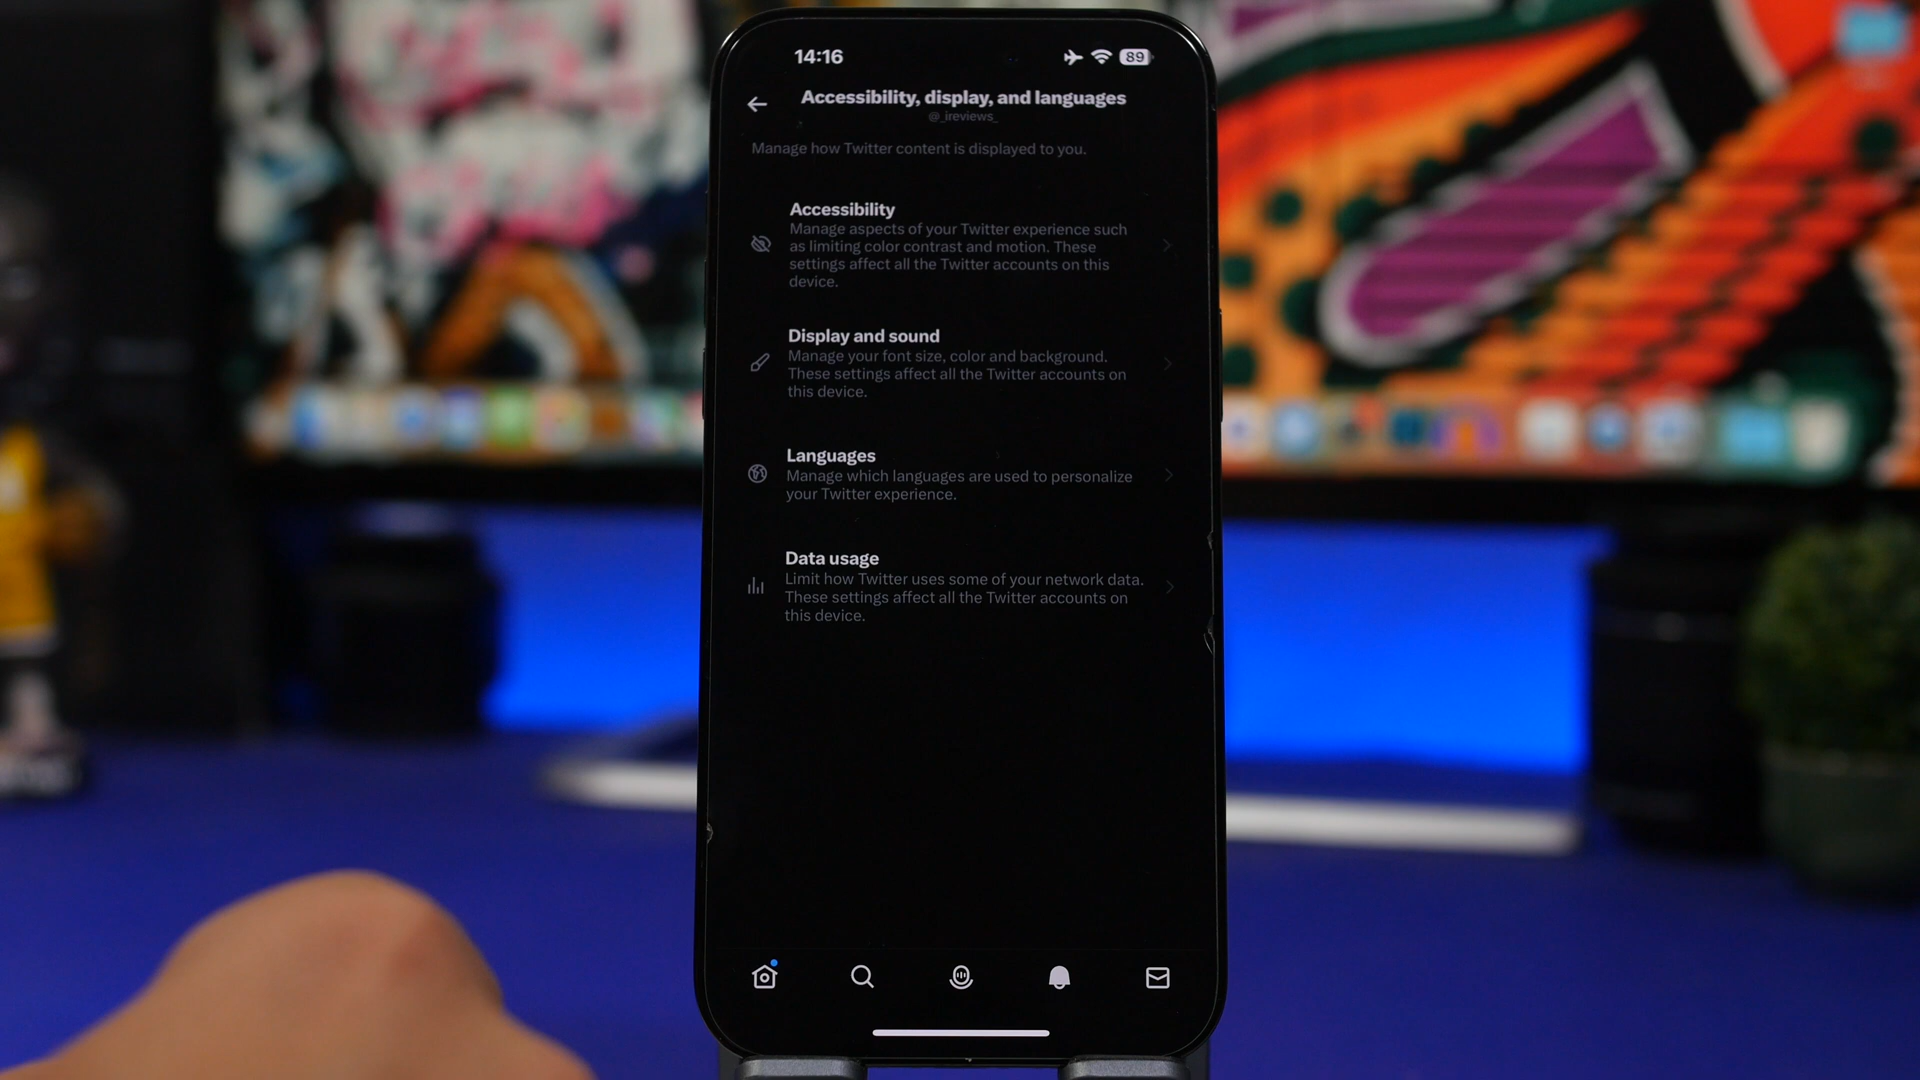 14:16
89
Accessibility, display, and languages
@_ireviews_
Manage how Twitter content is displayed to you.
Accessibility
Manage aspects of your Twitter experience such
as limiting color contrast and motion. These
settings affect all the Twitter accounts on this
device.
Display and sound
Manage your font size, color and background.
These settings affect all the Twitter accounts on
this device.
Languages
Manage which languages are used to personalize
your Twitter experience.
Data usage
Limit how Twitter uses some of your network data.
These settings affect all the Twitter accounts on
this device.